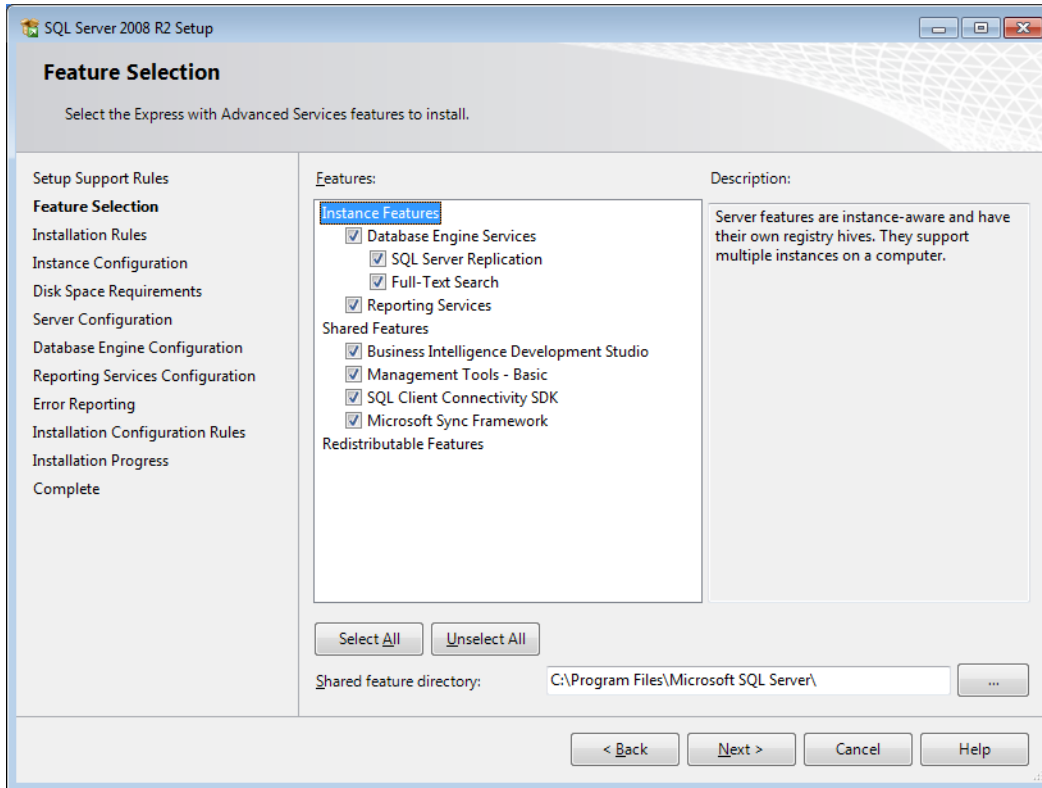 SQL Server 2008 R2 Setup
Feature Selection
Select the Express with Advanced Services features to install.
Setup Support Rules
Feature Selection
Installation Rules
Instance Configuration
Disk Space Requirements
Server Configuration
Database Engine Configuration
Reporting Services Configuration
Error Reporting
Installation Configuration Rules
Installation Progress
Complete
Features:
Instance Features
Database Engine Services
SQL Server Replication
Full-Text Search
Reporting Services
Shared Features
Business Intelligence Development Studio
Management Tools - Basic
SQL Client Connectivity SDK
Microsoft Sync Framework
Redistributable Features
Description:
Server features are instance-aware and have
their own registry hives. They support
multiple instances on a computer.
Select All
Unselect All
Shared feature directory:
C:\Program Files\Microsoft SQL Server\
...
< Back
Next >
Cancel
Help